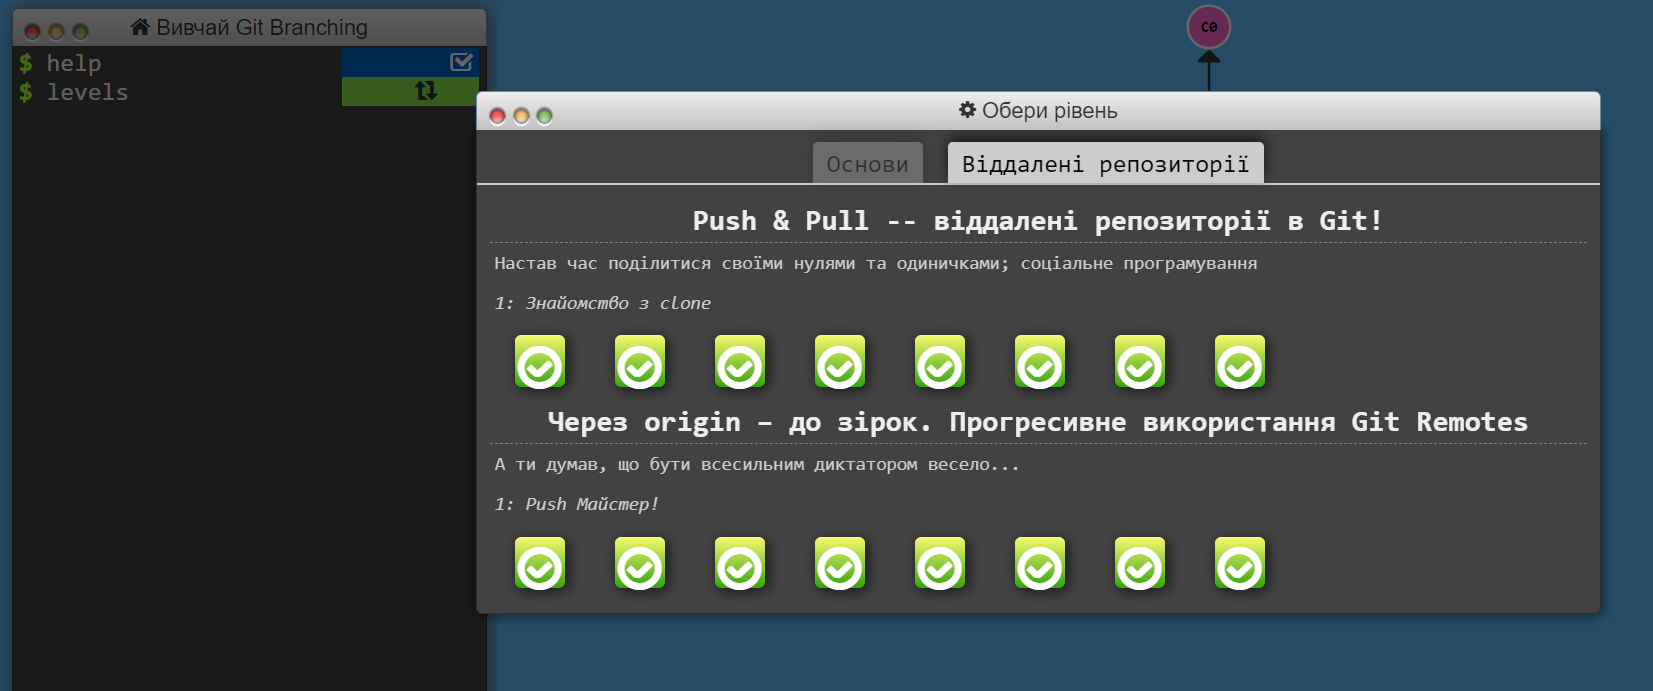 Вивчай Git Branching
$ help
$ levels
C0
Обери рівень
Основи
Віддалені репозиторії
Push & Pull -- віддалені репозиторії в Git!
Настав час поділитися своїми нулями та одиничками; соціальне програмування
1: Знайомство з clone
Через origin – до зірок. Прогресивне використання Git Remotes
А ти думав, що бути всесильним диктатором весело...
1: Push Майстер!